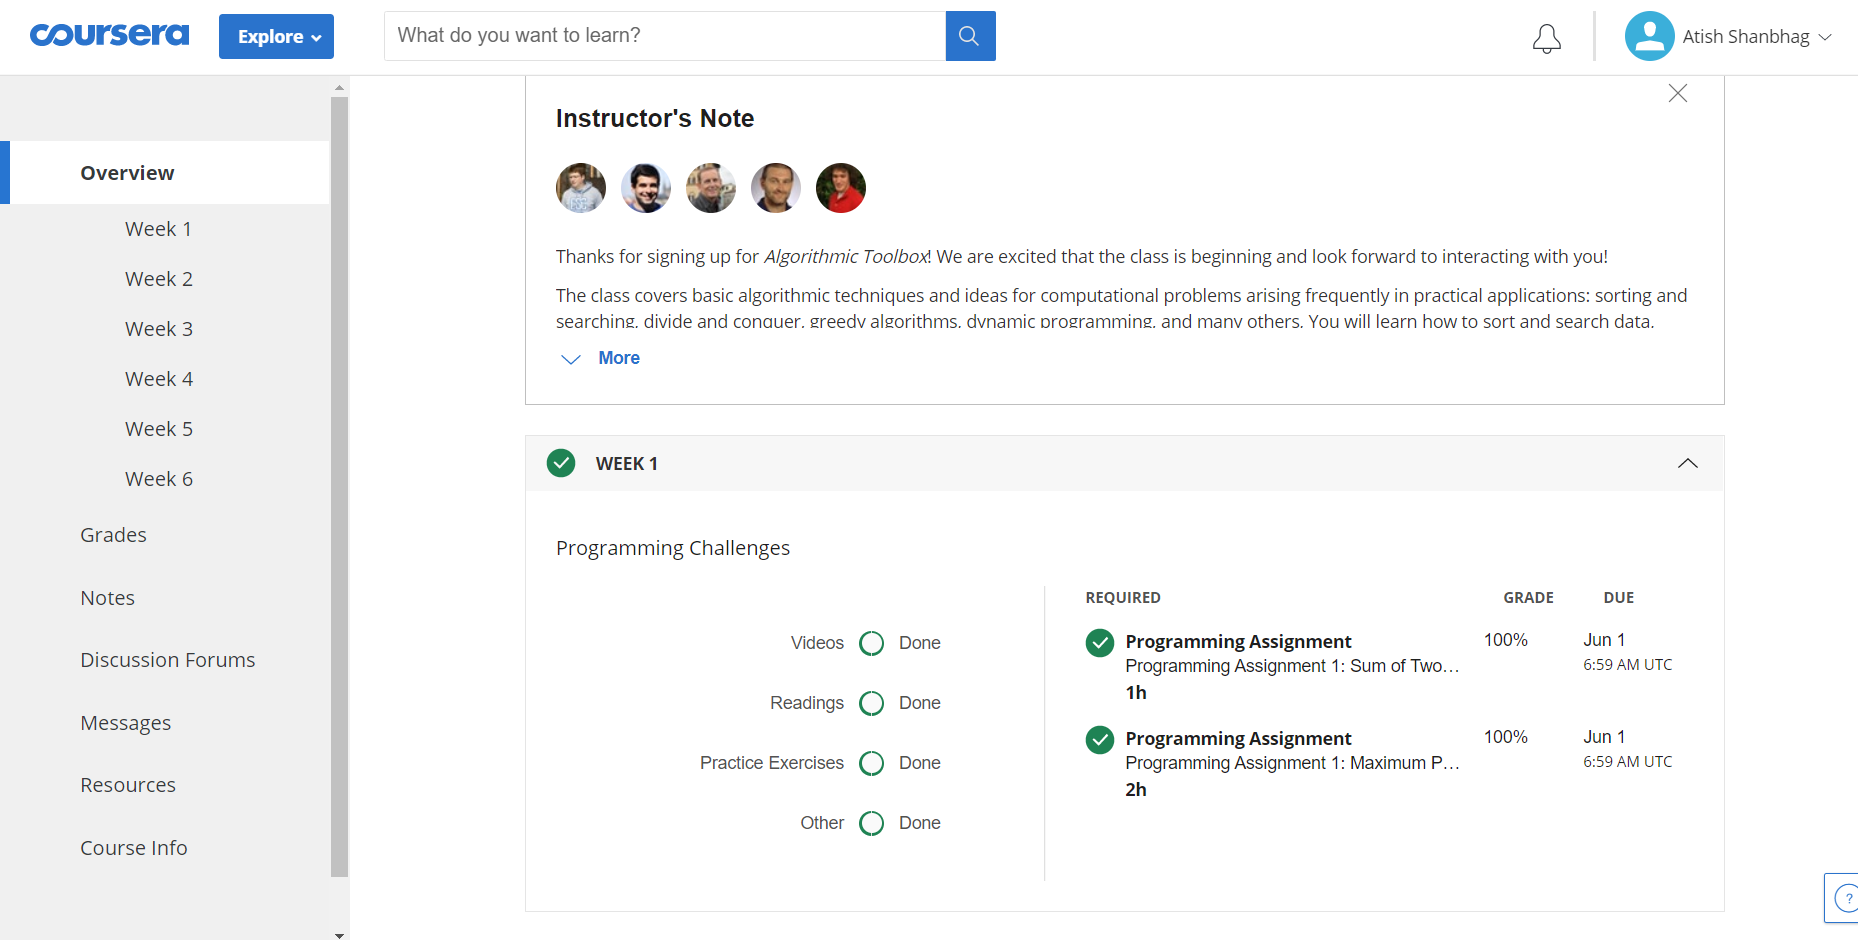 coursera
Explore
What do you want to learn?
Atish Shanbhag
Overview
Week 1
Week 2
Week 3
Week 4
Week 5
Week 6
Grades
Notes
Discussion Forums
Messages
Resources
Course Info
Instructor's Note
Thanks for signing up for Algorithmic Toolbox! We are excited that the class is beginning and look forward to interacting with you!
The class covers basic algorithmic techniques and ideas for computational problems arising frequently in practical applications: sorting and
searching, divide and conquer, greedy algorithms, dynamic programming, and many others. You will learn how to sort and search data,
More
WEEK 1
Programming Challenges
Videos Done
Readings Done
Practice Exercises Done
Other Done
REQUIRED GRADE DUE
Programming Assignment 100% Jun 1
Programming Assignment 1: Sum of Two... 6:59 AM UTC
1h
Programming Assignment 100% Jun 1
Programming Assignment 1: Maximum P... 6:59 AM UTC
2h
?